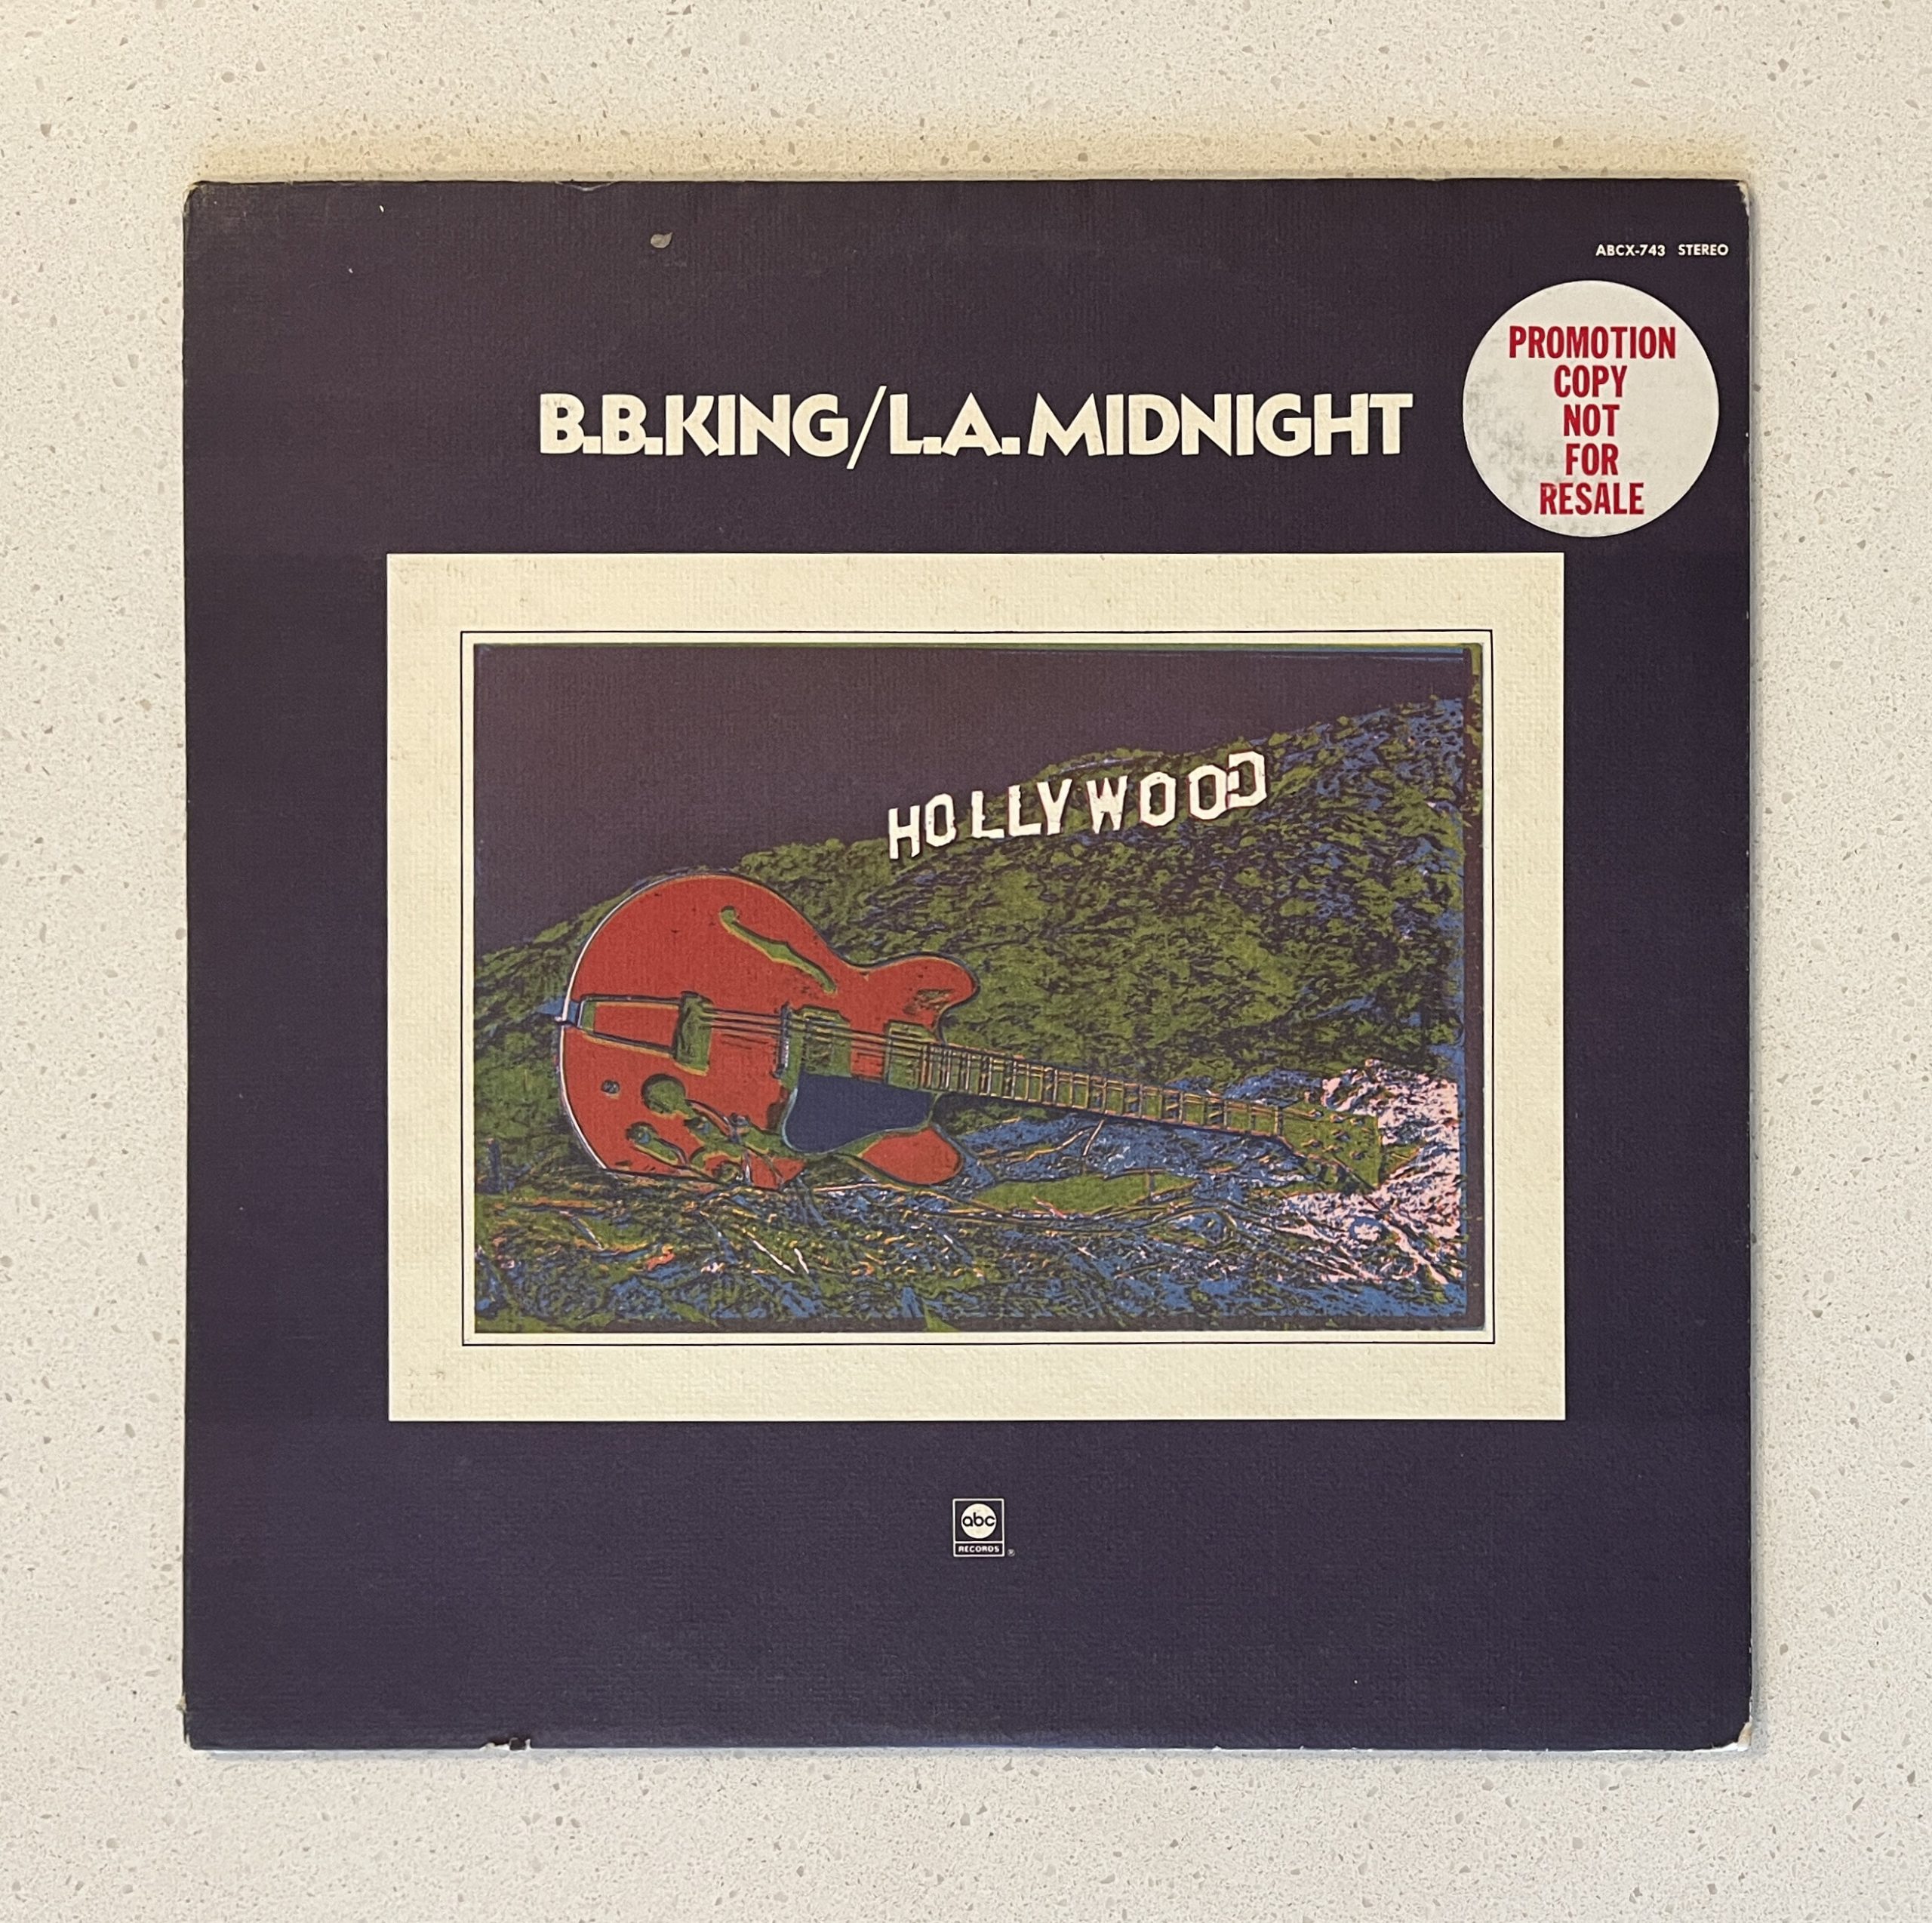 ABCX-743 STEREO
PROMOTION
COPY
NOT
FOR
RESALE
B.B.KING/L.A.MIDNIGHT
HOLLYWOOD
abc
RECORDS ®